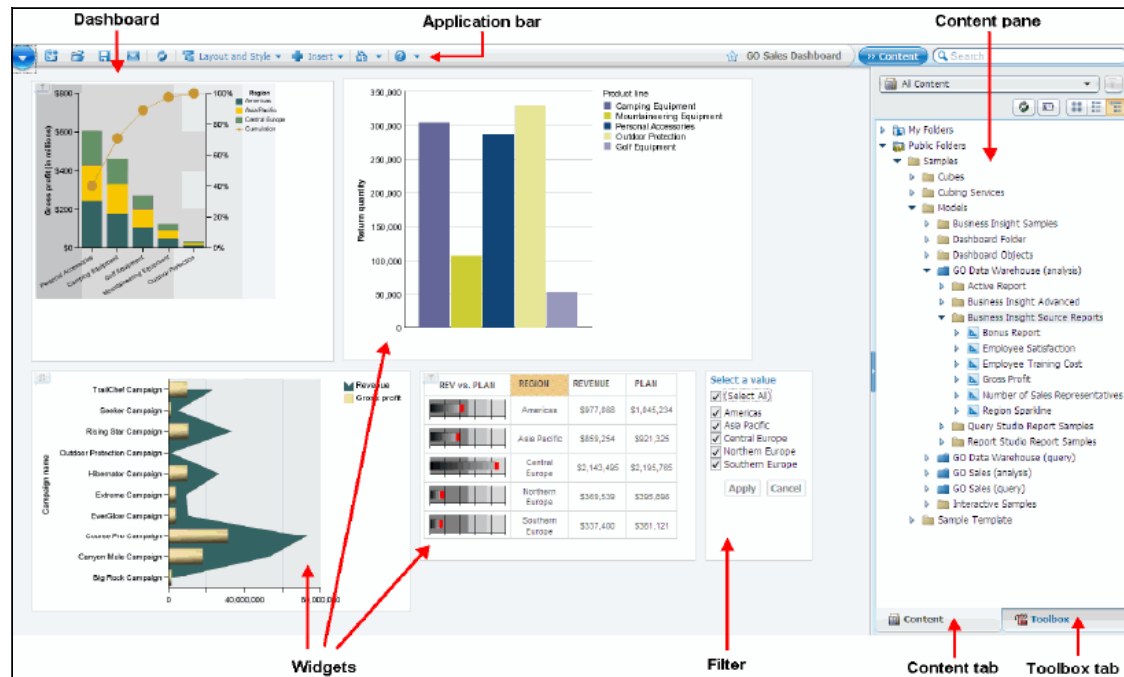 Dashboard
Application bar
Content pane
Layout and Style
Insert
GO Sales Dashboard
Content
Search
All Content
My Folders
Public Folders
Samples
Cubes
Cubing Services
Models
Business Insight Samples
Dashboard Folder
Dashboard Objects
GO Data Warehouse (analysis)
Active Report
Business Insight Advanced
Business Insight Source Reports
Bonus Report
Employee Satisfaction
Employee Training Cost
Gross Profit
Number of Sales Representatives
Region Sparkline
Query Studio Report Samples
Report Studio Report Samples
GO Data Warehouse (query)
GO Sales (analysis)
GO Sales (query)
Interactive Samples
Sample Template
Content
Toolbox
Gross profit (in millions)
$800
$600
$400
$200
$0
100%
80%
60%
40%
20%
0%
Region
Americas
Asia Pacific
Central Europe
Cumulation
Personal Accessories
Camping Equipment
Golf Equipment
Mountaineering Equipment
Outdoor Protection
Return quantity
350,000
300,000
250,000
200,000
150,000
100,000
50,000
0
Product line
Camping Equipment
Mountaineering Equipment
Personal Accessories
Outdoor Protection
Golf Equipment
Campaign name
TrailChef Campaign
Seeker Campaign
Rising Star Campaign
Outdoor Protection Campaign
Hibernator Campaign
Extreme Campaign
EverGlow Campaign
Course Pro Campaign
Canyon Mule Campaign
Big Rock Campaign
0
40,000,000
80,000,000
Revenue
Gross profit
REV vs. PLAN REGION REVENUE PLAN
Americas $977,088 $1,045,234
Asia Pacific $859,254 $921,325
Central Europe $2,143,495
Northern Europe $369,539
Southern Europe $337,400 $361,121
Select a value
(Select All)
Americas
Asia Pacific
Central Europe
Northern Europe
Southern Europe
Apply Cancel
Widgets
Filter
Content tab
Toolbox tab